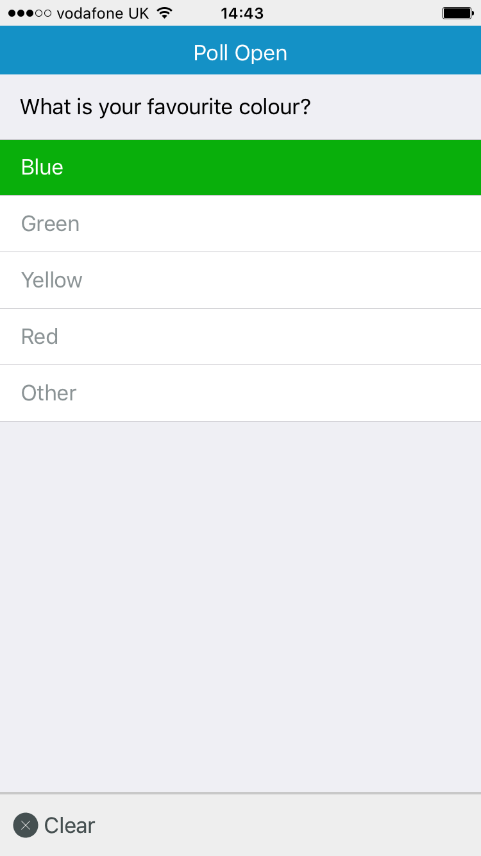 vodafone UK 14:43
Poll Open
What is your favourite colour?
Blue
Green
Yellow
Red
Other
Clear